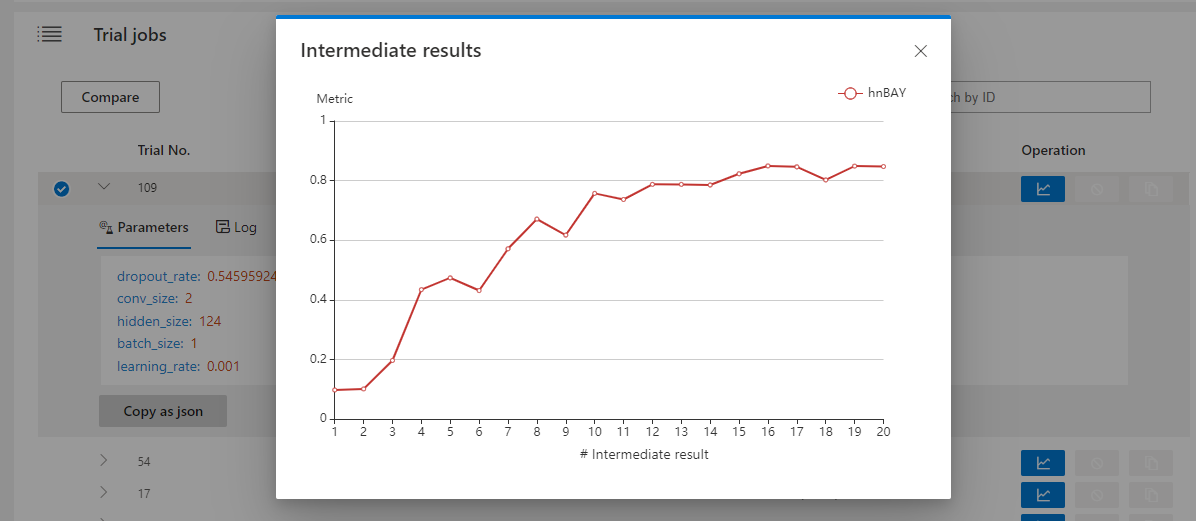 Trial jobs
Compare
ch by ID
Trial No.
Operation
109
Parameters
Log
dropout_rate: 0.54595924
conv_size: 2
hidden_size: 124
batch_size: 1
learning_rate: 0.001
Copy as json
54
17
Intermediate results
hnBAY
Metric
1
0.8
0.6
0.4
0.2
0
1 2 3 4 5 6 7 8 9 10 11 12 13 14 15 16 17 18 19 20
# Intermediate result